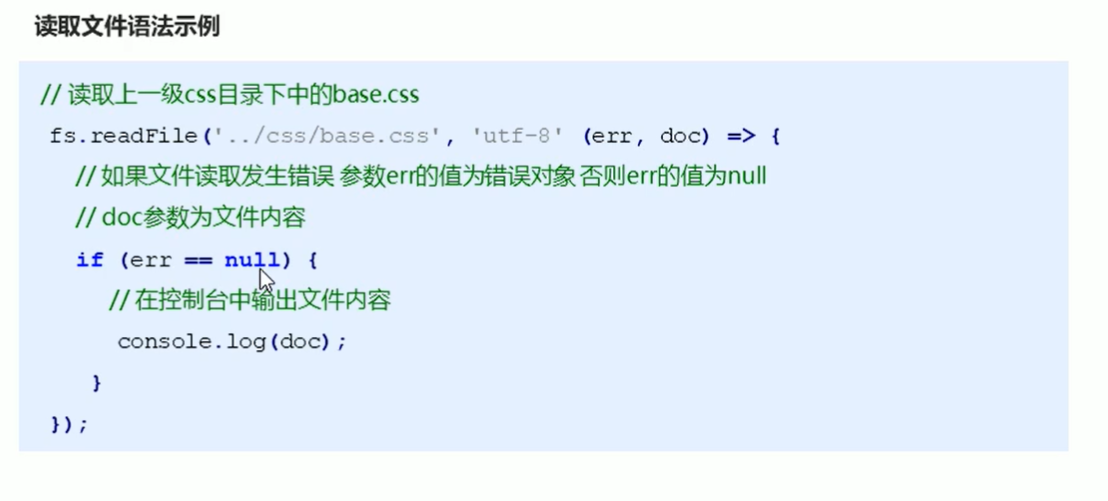 读取文件语法示例
// 读取上一级css目录下中的base.css
fs.readFile('../css/base.css', 'utf-8' (err, doc) => {
// 如果文件读取发生错误 参数err的值为错误对象 否则err的值为null
// doc参数为文件内容
if (err == null) {
// 在控制台中输出文件内容
console.log(doc);
}
});